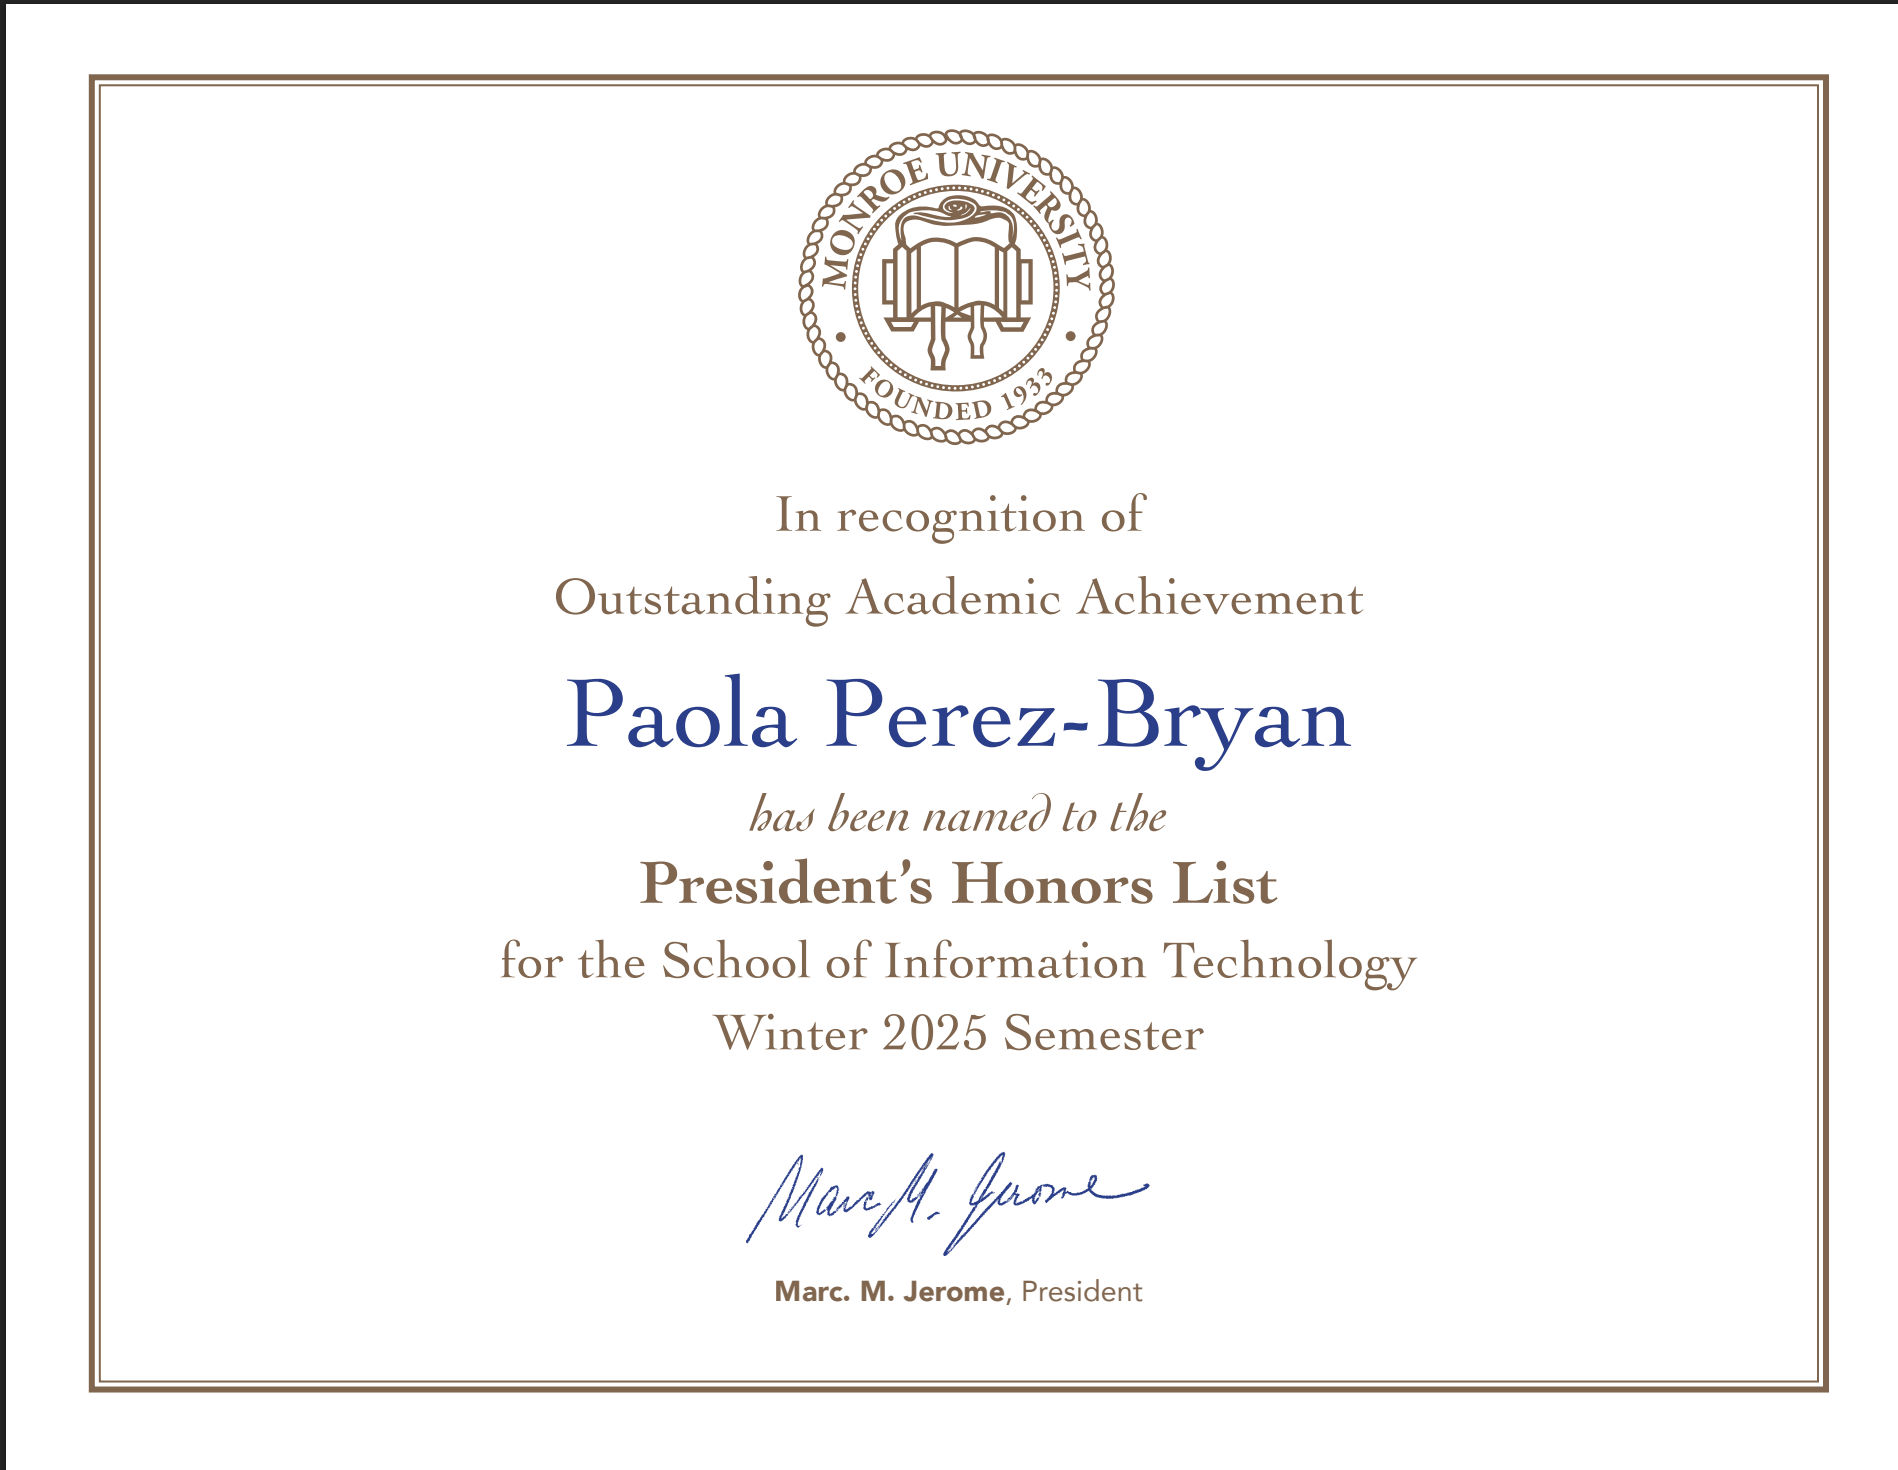 MONROE UNIVERSITY
FOUNDED 1933
In recognition of
Outstanding Academic Achievement
Paola Perez-Bryan
has been named to the
President’s Honors List
for the School of Information Technology
Winter 2025 Semester
Marc M. Jerome
Marc. M. Jerome, President